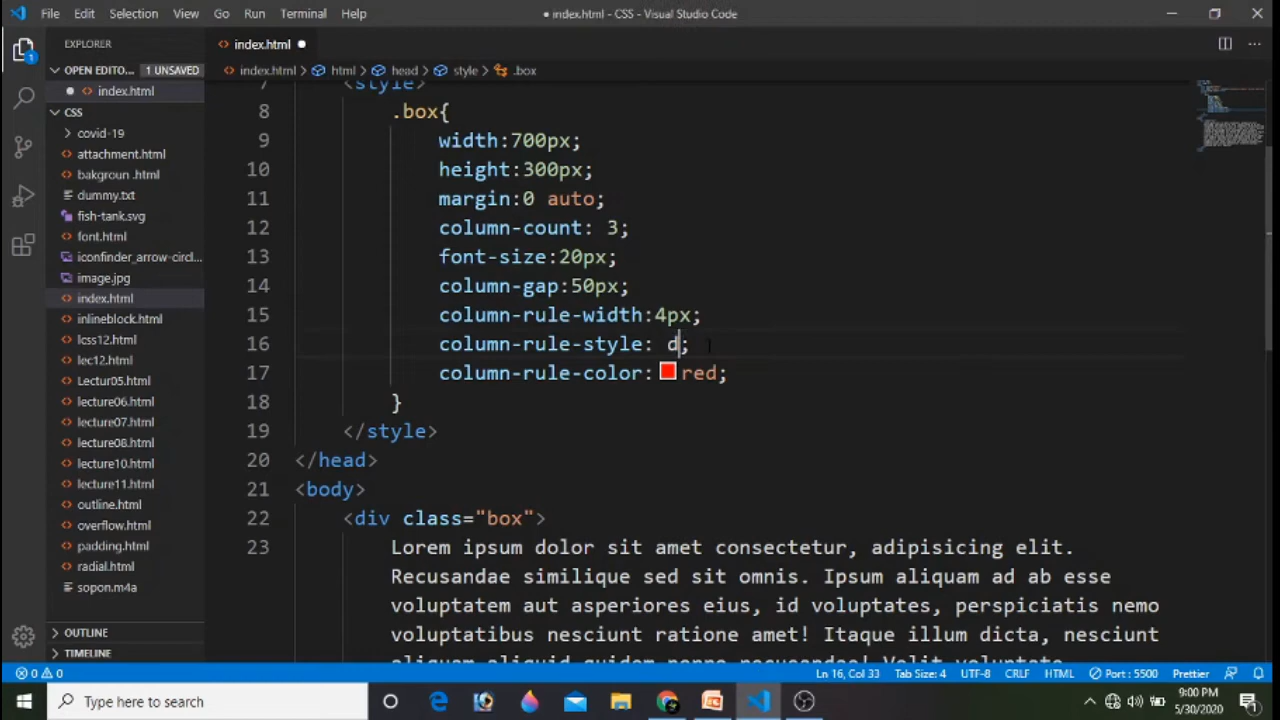 File Edit Selection View Go Run Terminal Help
● index.html - CSS - Visual Studio Code
EXPLORER
index.html
OPEN EDITO... 1 UNSAVED
index.html > html > head > style > .box
index.html
CSS
covid-19
attachment.html
bakgroun .html
dummy.txt
fish-tank.svg
font.html
iconfinder_arrow-circl...
image.jpg
index.html
inlineblock.html
lcss12.html
lec12.html
Lectur05.html
lecture06.html
lecture07.html
lecture08.html
lecture10.html
lecture11.html
outline.html
overflow.html
padding.html
radial.html
sopon.m4a
OUTLINE
TIMELINE
7 <style>
8 .box{
9 width:700px;
10 height:300px;
11 margin:0 auto;
12 column-count: 3;
13 font-size:20px;
14 column-gap:50px;
15 column-rule-width:4px;
16 column-rule-style: d;
17 column-rule-color: red;
18 }
19 </style>
20 </head>
21 <body>
22 <div class="box">
23 Lorem ipsum dolor sit amet consectetur, adipisicing elit.
Recusandae similique sed sit omnis. Ipsum aliquam ad ab esse
voluptatem aut asperiores eius, id voluptates, perspiciatis nemo
voluptatibus nesciunt ratione amet! Itaque illum dicta, nesciunt
0 0
Ln 16, Col 33 Tab Size: 4 UTF-8 CRLF HTML Port : 5500 Prettier
Type here to search
9:00 PM
5/30/2020
1